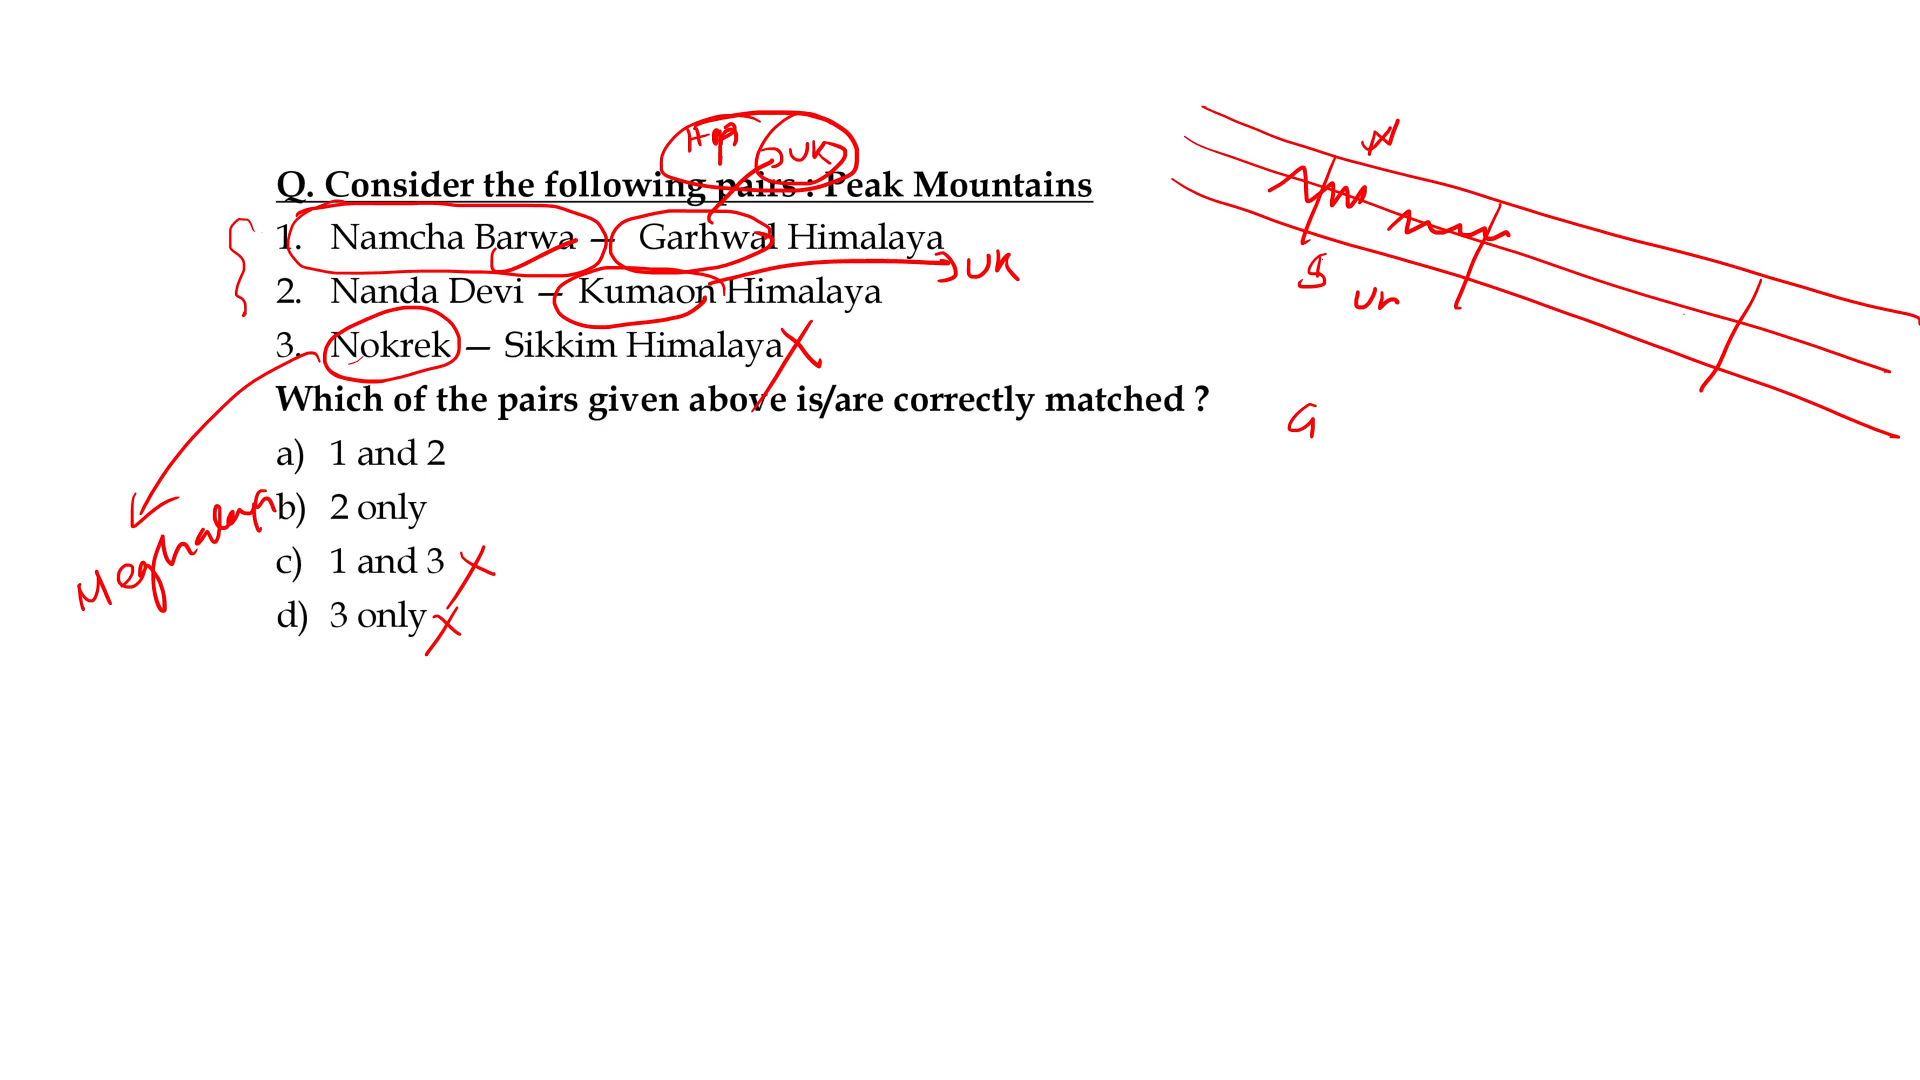 UK
Q. Consider the following pairs : Peak Mountains
1. Namcha Barwa – Garhwal Himalaya
UK
2. Nanda Devi – Kumaon Himalaya
3. Nokrek – Sikkim Himalaya
Which of the pairs given above is/are correctly matched ?
a) 1 and 2
b) 2 only
c) 1 and 3
d) 3 only
Meghalaya
N
S
G